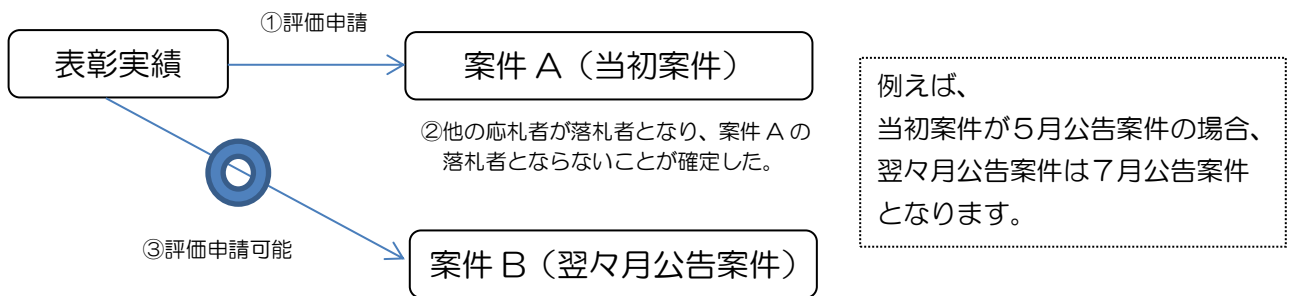 ①評価申請
表彰実績
案件A（当初案件）
②他の応札者が落札者となり、案件Aの
落札者とならないことが確定した。
③評価申請可能
案件B（翌々月公告案件）
例えば、
当初案件が５月公告案件の場合、
翌々月公告案件は７月公告案件
となります。